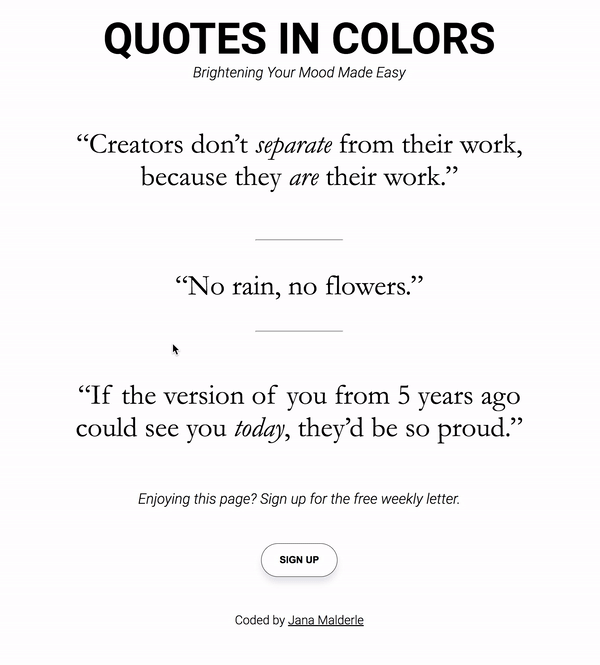 QUOTES IN COLORS
Brightening Your Mood Made Easy
“Creators don’t separate from their work,
because they are their work.”
“No rain, no flowers.”
“If the version of you from 5 years ago
could see you today, they’d be so proud.”
Enjoying this page? Sign up for the free weekly letter.
SIGN UP
Coded by Jana Malderle